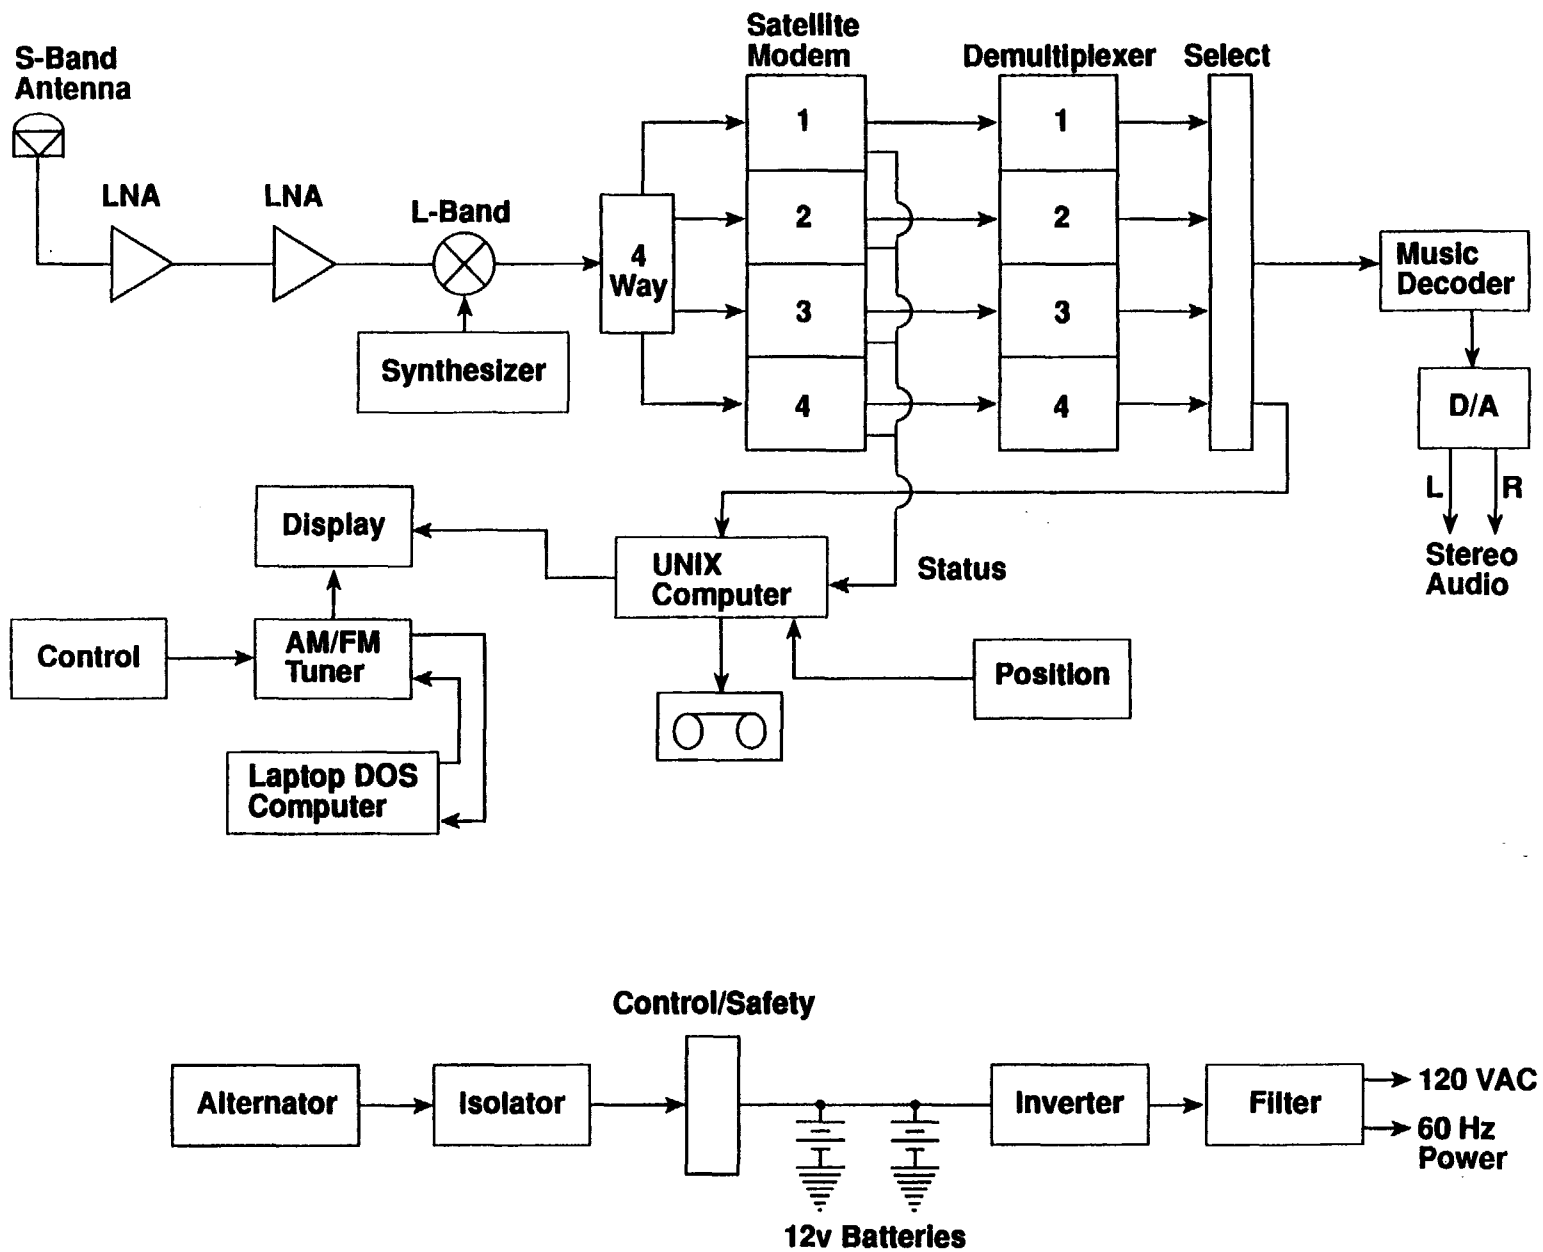 S-Band
Antenna
LNA
LNA
L-Band
Synthesizer
4
Way
Satellite
Modem
1
2
3
4
Demultiplexer
1
2
3
4
Select
Music
Decoder
D/A
L
R
Stereo
Audio
Display
UNIX
Computer
Status
Control
AM/FM
Tuner
Position
Laptop DOS
Computer
Control/Safety
Alternator
Isolator
Inverter
Filter
120 VAC
60 Hz
Power
12v Batteries